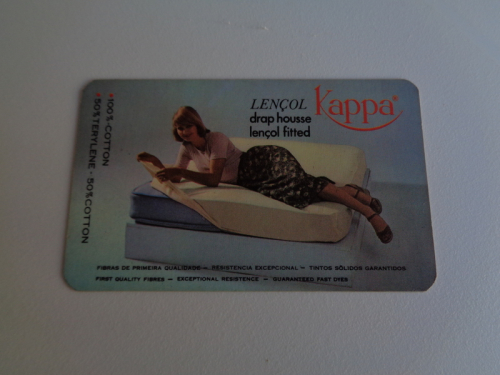 LENÇOL Kappa®
drap housse
lençol fitted
•100%-COTTON
•50%TERYLENE - 50%COTTON
FIBRAS DE PRIMEIRA QUALIDADE — RESISTENCIA EXCEPCIONAL — TINTOS SÓLIDOS GARANTIDOS
FIRST QUALITY FIBRES — EXCEPTIONAL RESISTENCE — GUARANTEED FAST DYES